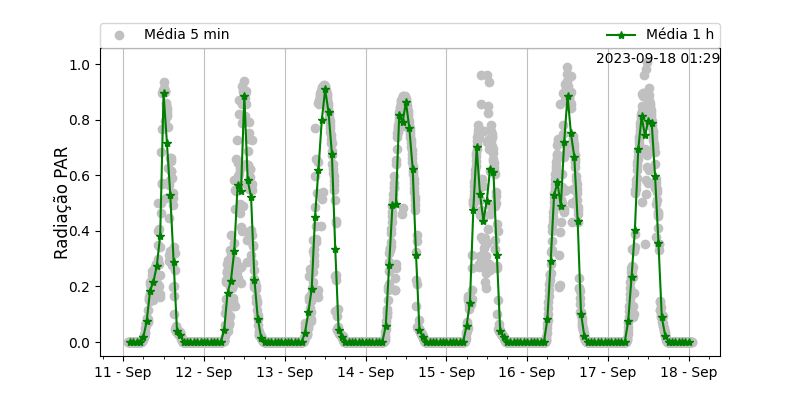 Média 5 min
Média 1 h
2023-09-18 01:29
Radiação PAR
1.0
0.8
0.6
0.4
0.2
0.0
11 - Sep
12 - Sep
13 - Sep
14 - Sep
15 - Sep
16 - Sep
17 - Sep
18 - Sep